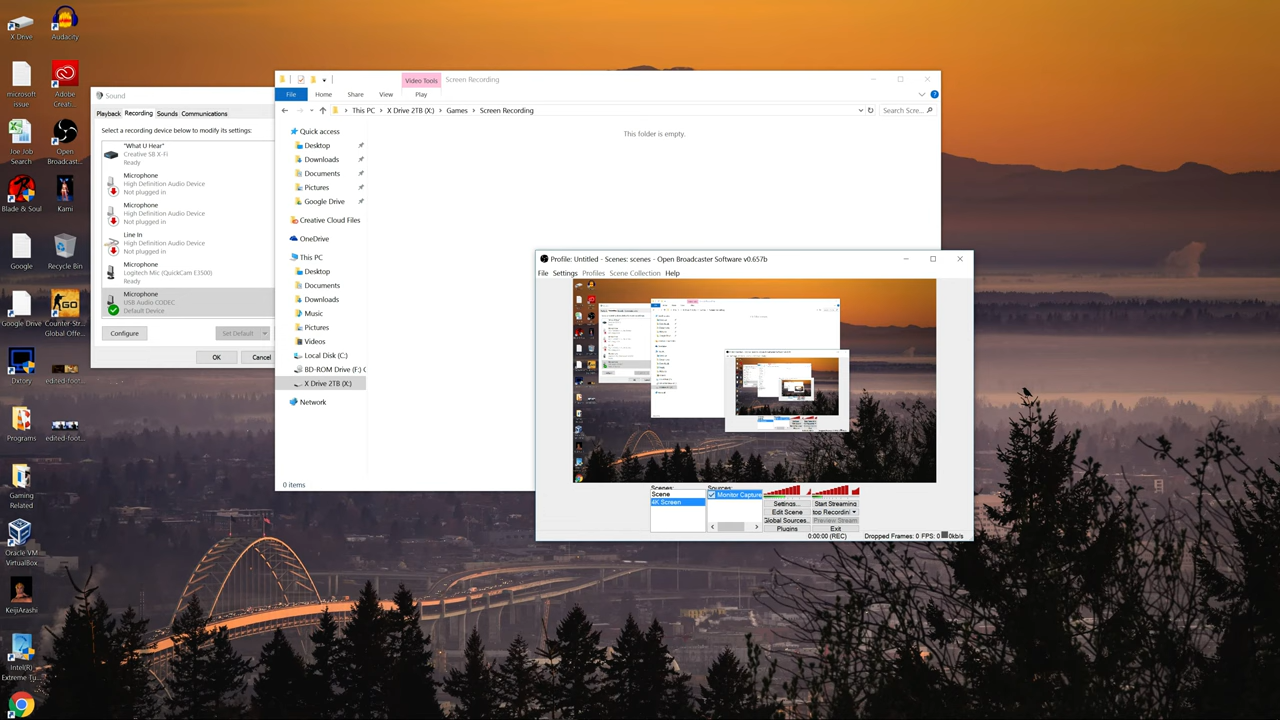 X Drive
Audacity
microsoft
issue
Adobe
Creati...
Joe Job
Search
Open
Broadcast...
Blade & Soul
Kami
Google
Recycle Bin
Google Drive
Counter-Str...
Global Offe...
Dxtory
edited-foot...
Programs
edited-foot...
Gaming
Related
Oracle VM
VirtualBox
KeijiArashi
Intel(R)
Extreme Tu...
Sound
Playback Recording Sounds Communications
Select a recording device below to modify its settings:
"What U Hear"
Creative SB X-Fi
Ready
Microphone
High Definition Audio Device
Not plugged in
Microphone
High Definition Audio Device
Not plugged in
Line In
High Definition Audio Device
Not plugged in
Microphone
Logitech Mic (QuickCam E3500)
Ready
Microphone
USB Audio CODEC
Default Device
Configure
Set Default
OK
Cancel
Video Tools
Screen Recording
File Home Share View Play
This PC X Drive 2TB (X:) Games Screen Recording
Search Scre...
This folder is empty.
Quick access
Desktop
Downloads
Documents
Pictures
Google Drive
Creative Cloud Files
OneDrive
This PC
Desktop
Documents
Downloads
Music
Pictures
Videos
Local Disk (C:)
BD-ROM Drive (F:) C
X Drive 2TB (X:)
Network
0 items
Profile: Untitled - Scenes: scenes - Open Broadcaster Software v0.657b
File Settings Profiles Scene Collection Help
Scenes:
Scene
4K Screen
Sources:
Monitor Capture
Settings...
Start Streaming
Edit Scene
top Recordin
Global Sources...
Preview Stream
Plugins
Exit
0:00:00 (REC)
Dropped Frames: 0 FPS: 0
0kb/s